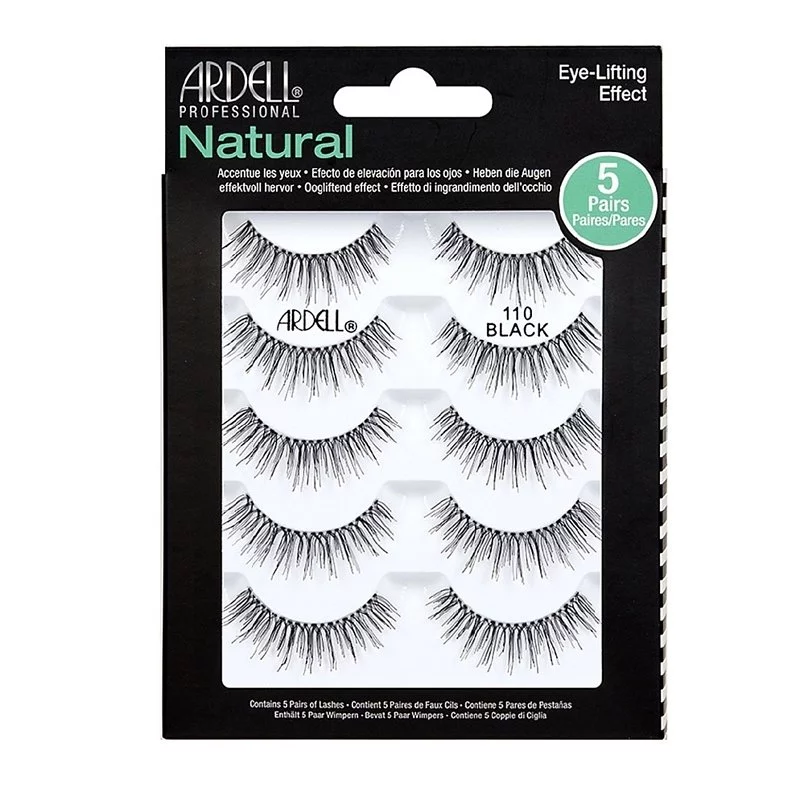 ARDELL®
PROFESSIONAL
Natural
Eye-Lifting
Effect
Accentue les yeux • Efecto de elevación para los ojos • Heben die Augen
effektvoll hervor • Oogliftend effect • Effetto di ingrandimento dell'occhio
5
Pairs
Paires/Pares
ARDELL®
110
BLACK
Contains 5 Pairs of Lashes • Contient 5 Paires de Faux Cils • Contiene 5 Pares de Pestañas
Enthält 5 Paar Wimpern • Bevat 5 Paar Wimpers • Contiene 5 Coppie di Ciglia